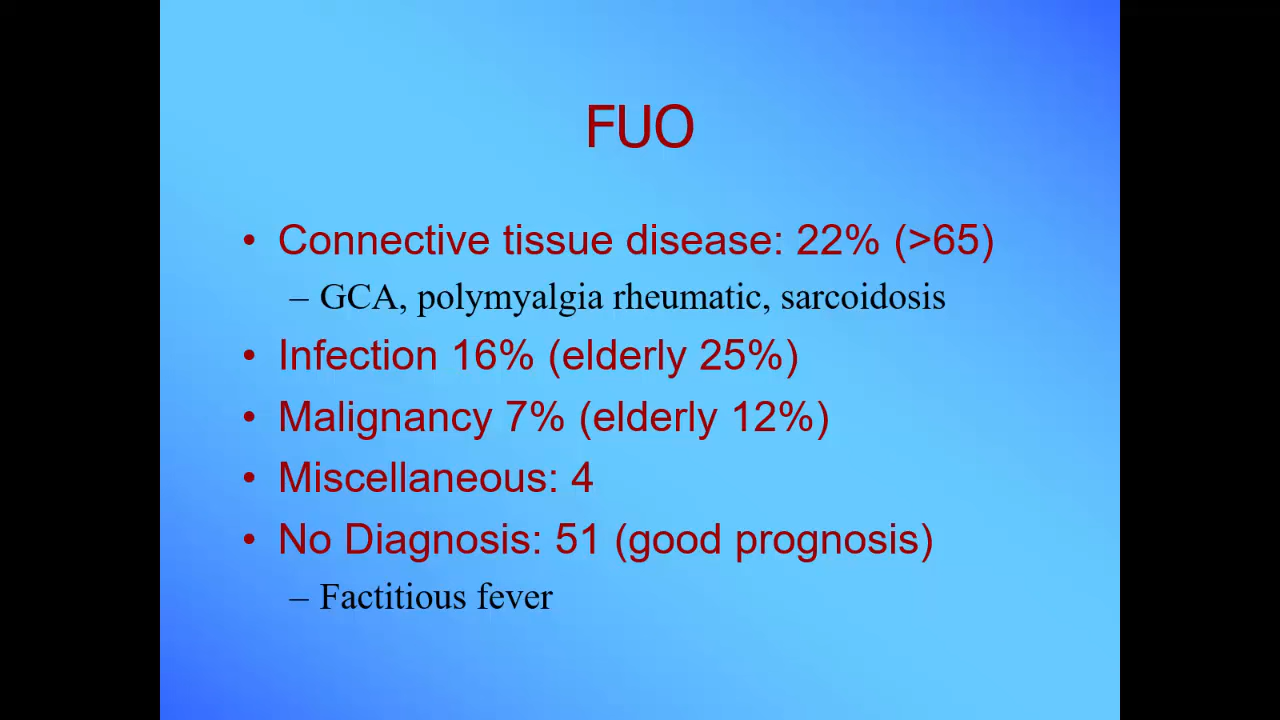 FUO
• Connective tissue disease: 22% (>65)
– GCA, polymyalgia rheumatic, sarcoidosis
• Infection 16% (elderly 25%)
• Malignancy 7% (elderly 12%)
• Miscellaneous: 4
• No Diagnosis: 51 (good prognosis)
– Factitious fever